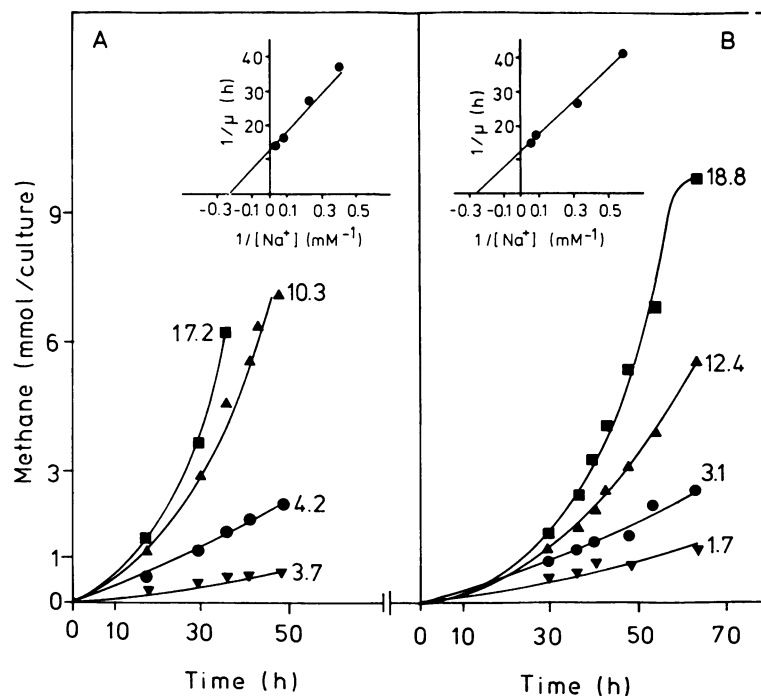 A
B
1/μ (h)
40
30
20
-0.3 -0.1 0.1 0.3 0.5
1/[Na+] (mM-1)
1/μ (h)
40
30
20
-0.3 -0.1 0.1 0.3 0.5
1/[Na+] (mM-1)
Methane (mmol/culture)
9
6
3
1
0
17.2
10.3
4.2
3.7
18.8
12.4
3.1
1.7
0 10 30 50
0 10 30 50 70
Time (h)
Time (h)